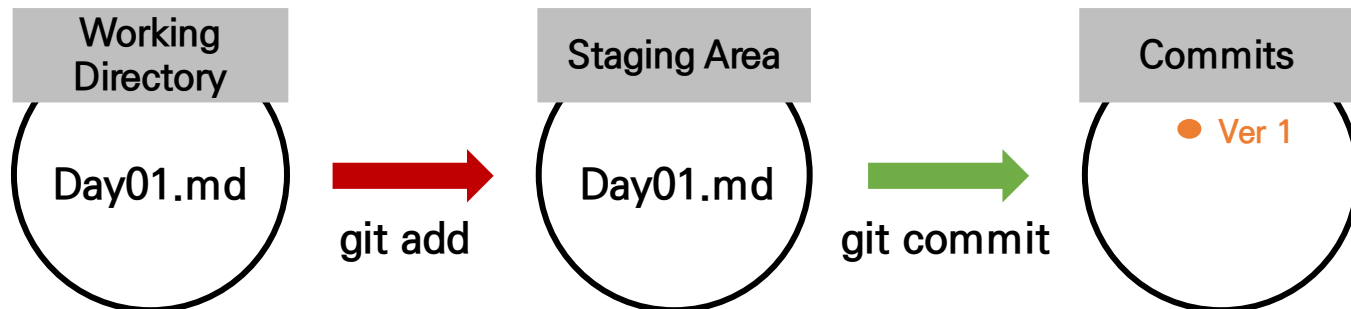 Working
Directory
Staging Area
Commits
Ver 1
Day01.md
Day01.md
git add
git commit